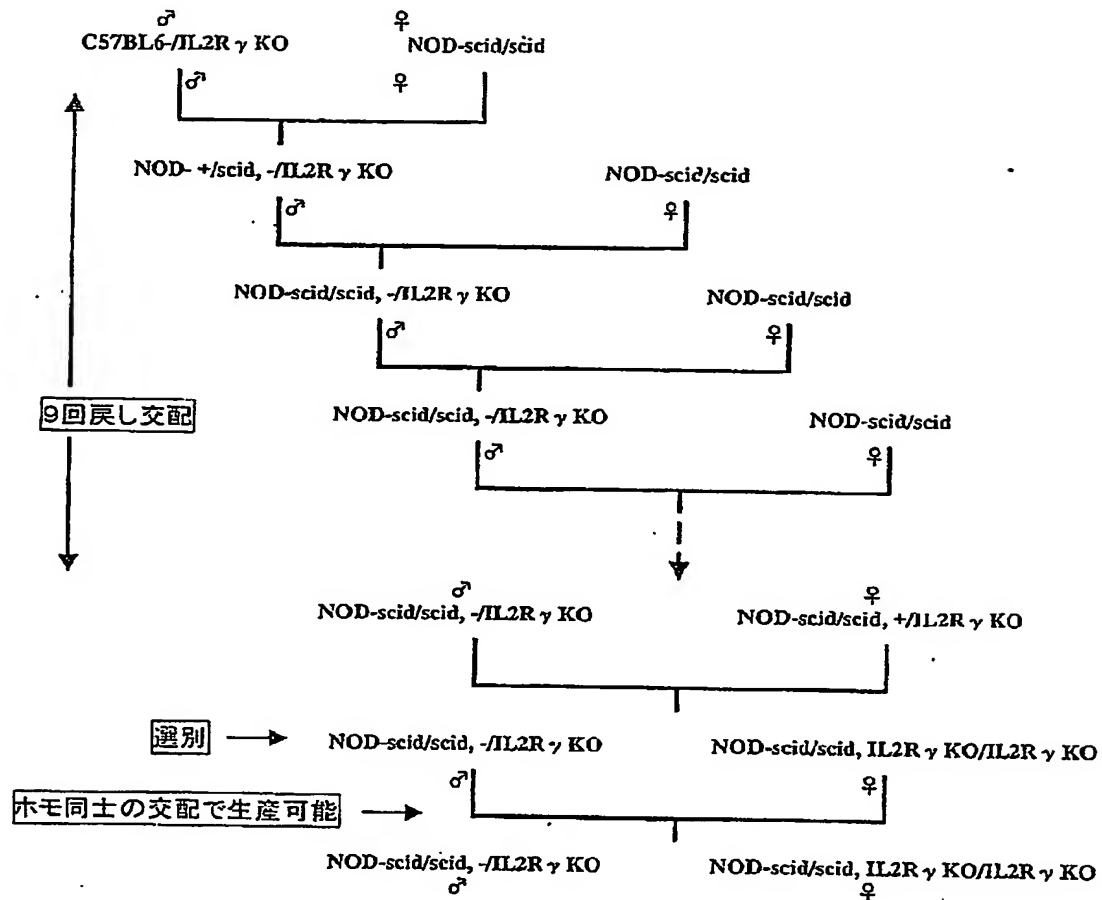 ♂ ♀
C57BL6-/IL2R γ KO NOD-scid/scid
♂ ♀
NOD- +/scid, -/IL2R γ KO NOD-scid/scid
♂ ♀
NOD-scid/scid, -/IL2R γ KO NOD-scid/scid
♂ ♀
9回戻し交配
NOD-scid/scid, -/IL2R γ KO NOD-scid/scid
♂ ♀
♂ ♀
NOD-scid/scid, -/IL2R γ KO NOD-scid/scid, +/IL2R γ KO
選別
NOD-scid/scid, -/IL2R γ KO NOD-scid/scid, IL2R γ KO/IL2R γ KO
♂ ♀
ホモ同士の交配で生産可能
NOD-scid/scid, -/IL2R γ KO NOD-scid/scid, IL2R γ KO/IL2R γ KO
♂ ♀